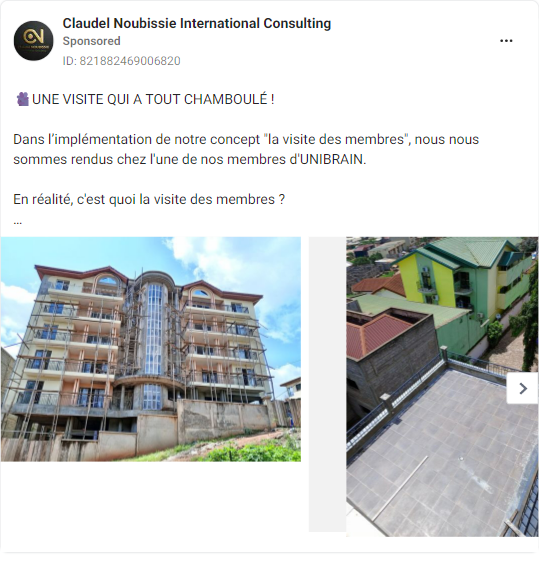 Claudel Noubissie International Consulting
Sponsored
ID: 821882469006820
UNE VISITE QUI A TOUT CHAMBOULÉ !
Dans l’implémentation de notre concept "la visite des membres", nous nous
sommes rendus chez l'une de nos membres d'UNIBRAIN.
En réalité, c'est quoi la visite des membres ?
...